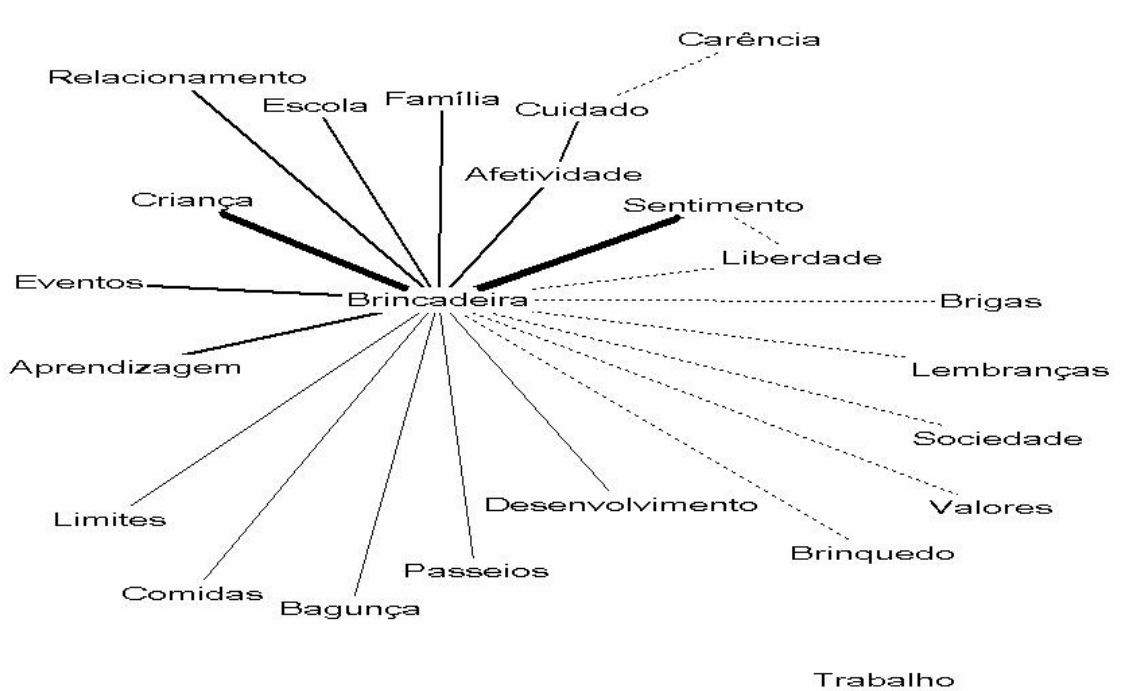 Carência
Relacionamento
Escola
Família
Cuidado
Afetividade
Criança
Sentimento
Liberdade
Eventos
Brincadeira
Brigas
Aprendizagem
Lembranças
Sociedade
Desenvolvimento
Valores
Limites
Brinquedo
Passeios
Comidas
Bagunça
Trabalho